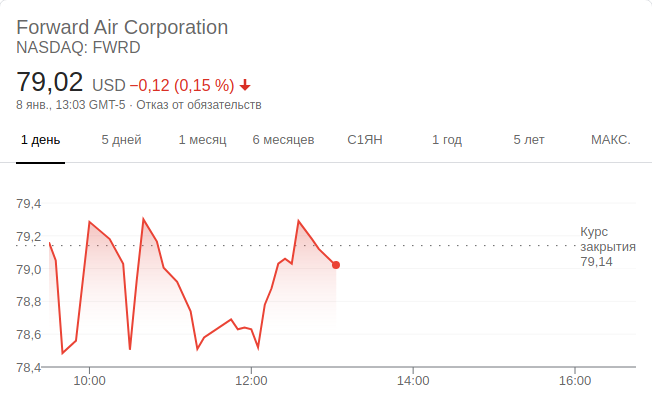 Forward Air Corporation
NASDAQ: FWRD
79,02 USD −0,12 (0,15 %)
8 янв., 13:03 GMT-5 · Отказ от обязательств
1 день 5 дней 1 месяц 6 месяцев С1ЯН 1 год 5 лет МАКС.
79,4
79,2
79,0
78,8
78,6
78,4
Курс
закрытия
79,14
10:00 12:00 14:00 16:00